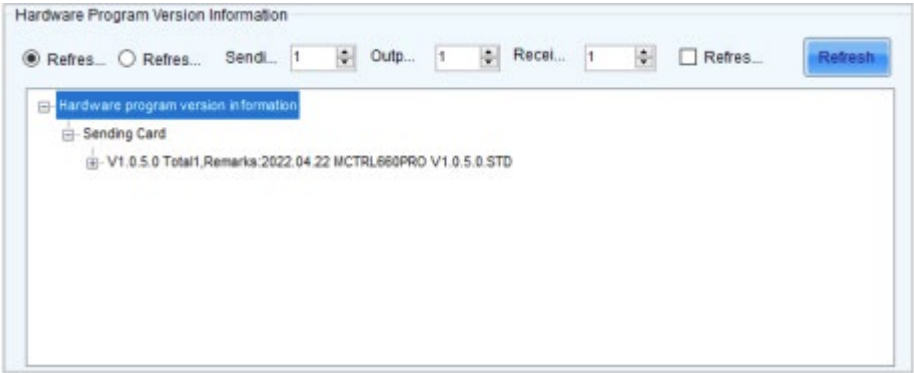 Hardware Program Version Information
Refres... Refres... Sendi... 1 Outp... 1 Recei... 1 Refres... Refresh
Hardware program version information
Sending Card
V1.0.5.0 Total1,Remarks:2022.04.22 MCTRL660PRO V1.0.5.0.STD